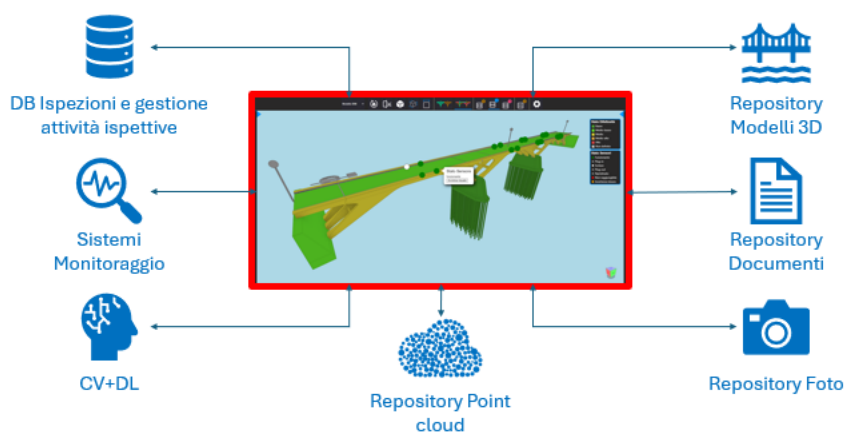 DB Ispezioni e gestione
attività ispettive
Repository
Modelli 3D
Sistemi
Monitoraggio
Repository
Documenti
CV+DL
Repository Point
cloud
Repository Foto